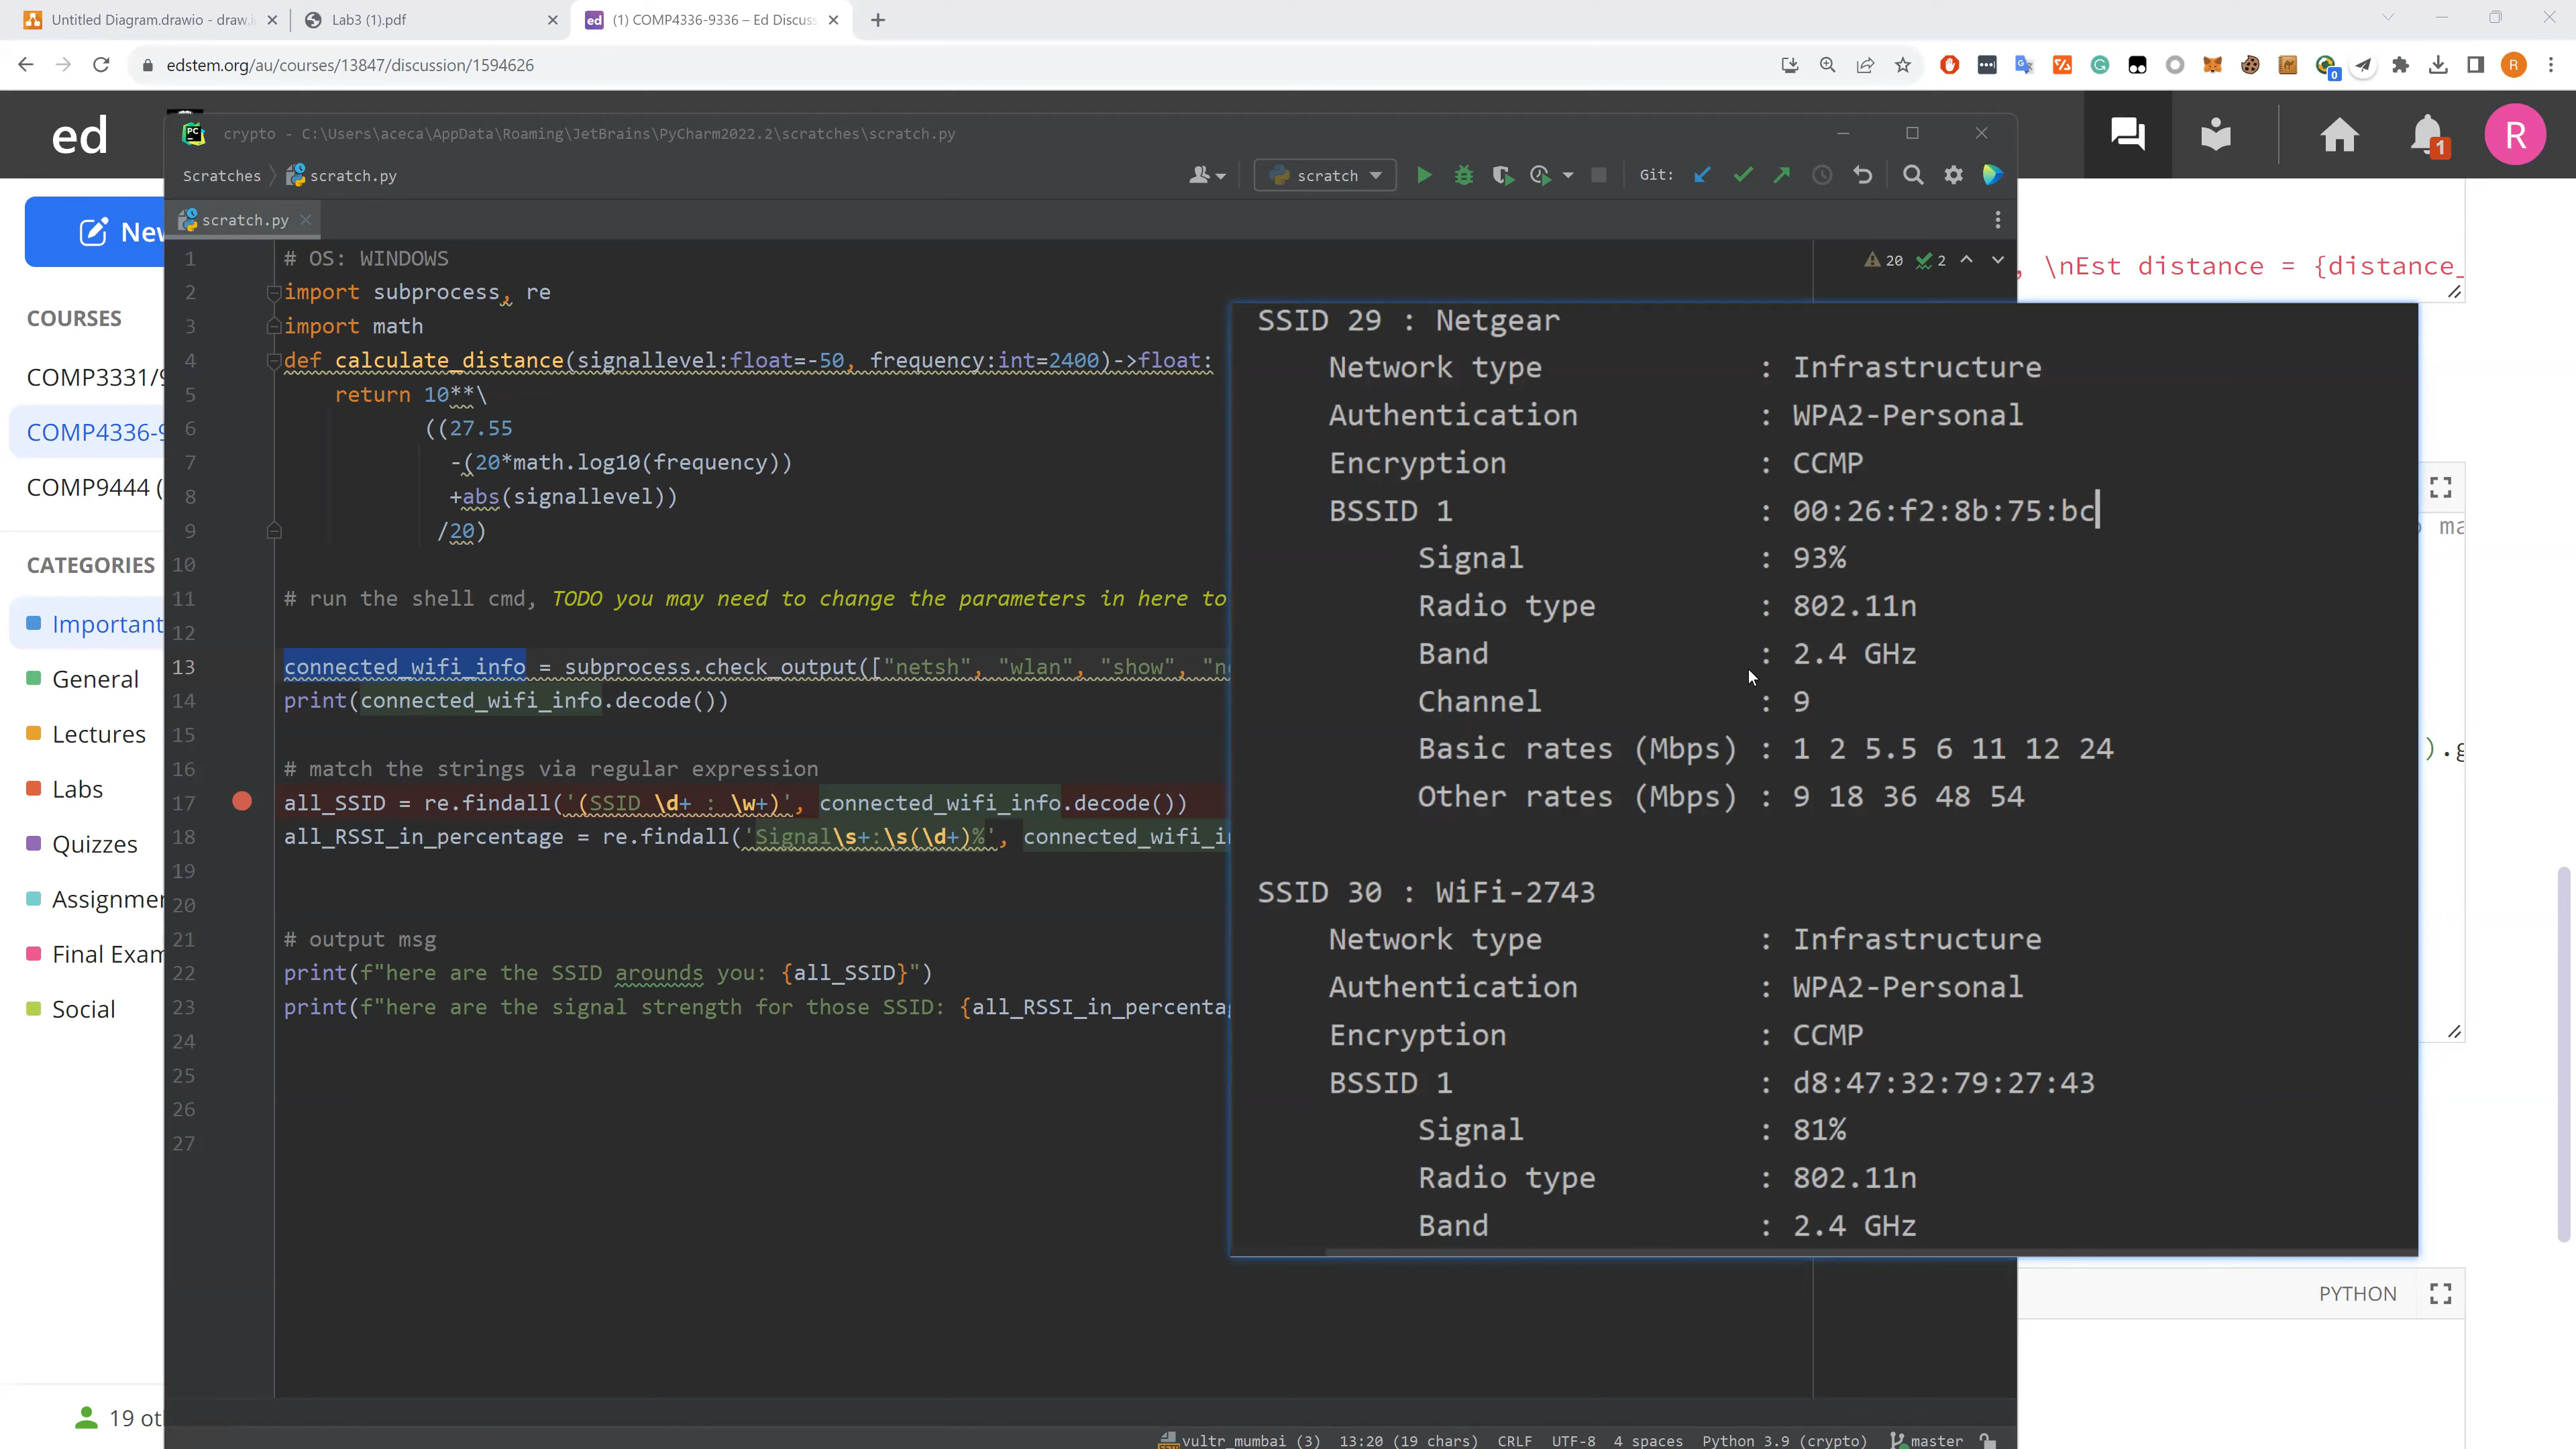 Untitled Diagram.drawio - draw.i
Lab3 (1).pdf
(1) COMP4336-9336 – Ed Discuss
edstem.org/au/courses/13847/discussion/1594626
ed
crypto - C:\Users\aceca\AppData\Roaming\JetBrains\PyCharm2022.2\scratches\scratch.py
1
R
Scratches
scratch.py
scratch
Git:
scratch.py
New
COURSES
COMP3331/9
COMP4336-9
COMP9444 (
CATEGORIES
Important
General
Lectures
Labs
Quizzes
Assignmen
Final Exam
Social
19 ot
20 2
1 # OS: WINDOWS
2 import subprocess, re
3 import math
4 def calculate_distance(signallevel:float=-50, frequency:int=2400)->float:
5 return 10**\
6 ((27.55
7 -(20*math.log10(frequency))
8 +abs(signallevel))
9 /20)
10
11 # run the shell cmd, TODO you may need to change the parameters in here to
12
13 connected_wifi_info = subprocess.check_output(["netsh", "wlan", "show", "n
14 print(connected_wifi_info.decode())
15
16 # match the strings via regular expression
17 all_SSID = re.findall('(SSID \d+ : \w+)', connected_wifi_info.decode())
18 all_RSSI_in_percentage = re.findall('Signal\s+:\s(\d+)%', connected_wifi_i
19
20
21 # output msg
22 print(f"here are the SSID arounds you: {all_SSID}")
23 print(f"here are the signal strength for those SSID: {all_RSSI_in_percentag
24
25
26
27
SSID 29 : Netgear
Network type : Infrastructure
Authentication : WPA2-Personal
Encryption : CCMP
BSSID 1 : 00:26:f2:8b:75:bc
Signal : 93%
Radio type : 802.11n
Band : 2.4 GHz
Channel : 9
Basic rates (Mbps) : 1 2 5.5 6 11 12 24
Other rates (Mbps) : 9 18 36 48 54
SSID 30 : WiFi-2743
Network type : Infrastructure
Authentication : WPA2-Personal
Encryption : CCMP
BSSID 1 : d8:47:32:79:27:43
Signal : 81%
Radio type : 802.11n
Band : 2.4 GHz
, \nEst distance = {distance_
ma
).g
PYTHON
vultr_mumbai (3) 13:20 (19 chars) CRLF UTF-8 4 spaces Python 3.9 (crypto) master